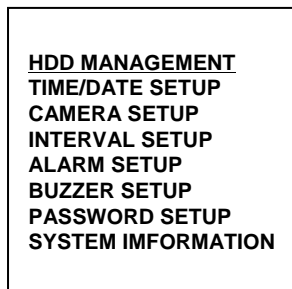 HDD MANAGEMENT
TIME/DATE SETUP
CAMERA SETUP
INTERVAL SETUP
ALARM SETUP
BUZZER SETUP
PASSWORD SETUP
SYSTEM IMFORMATION